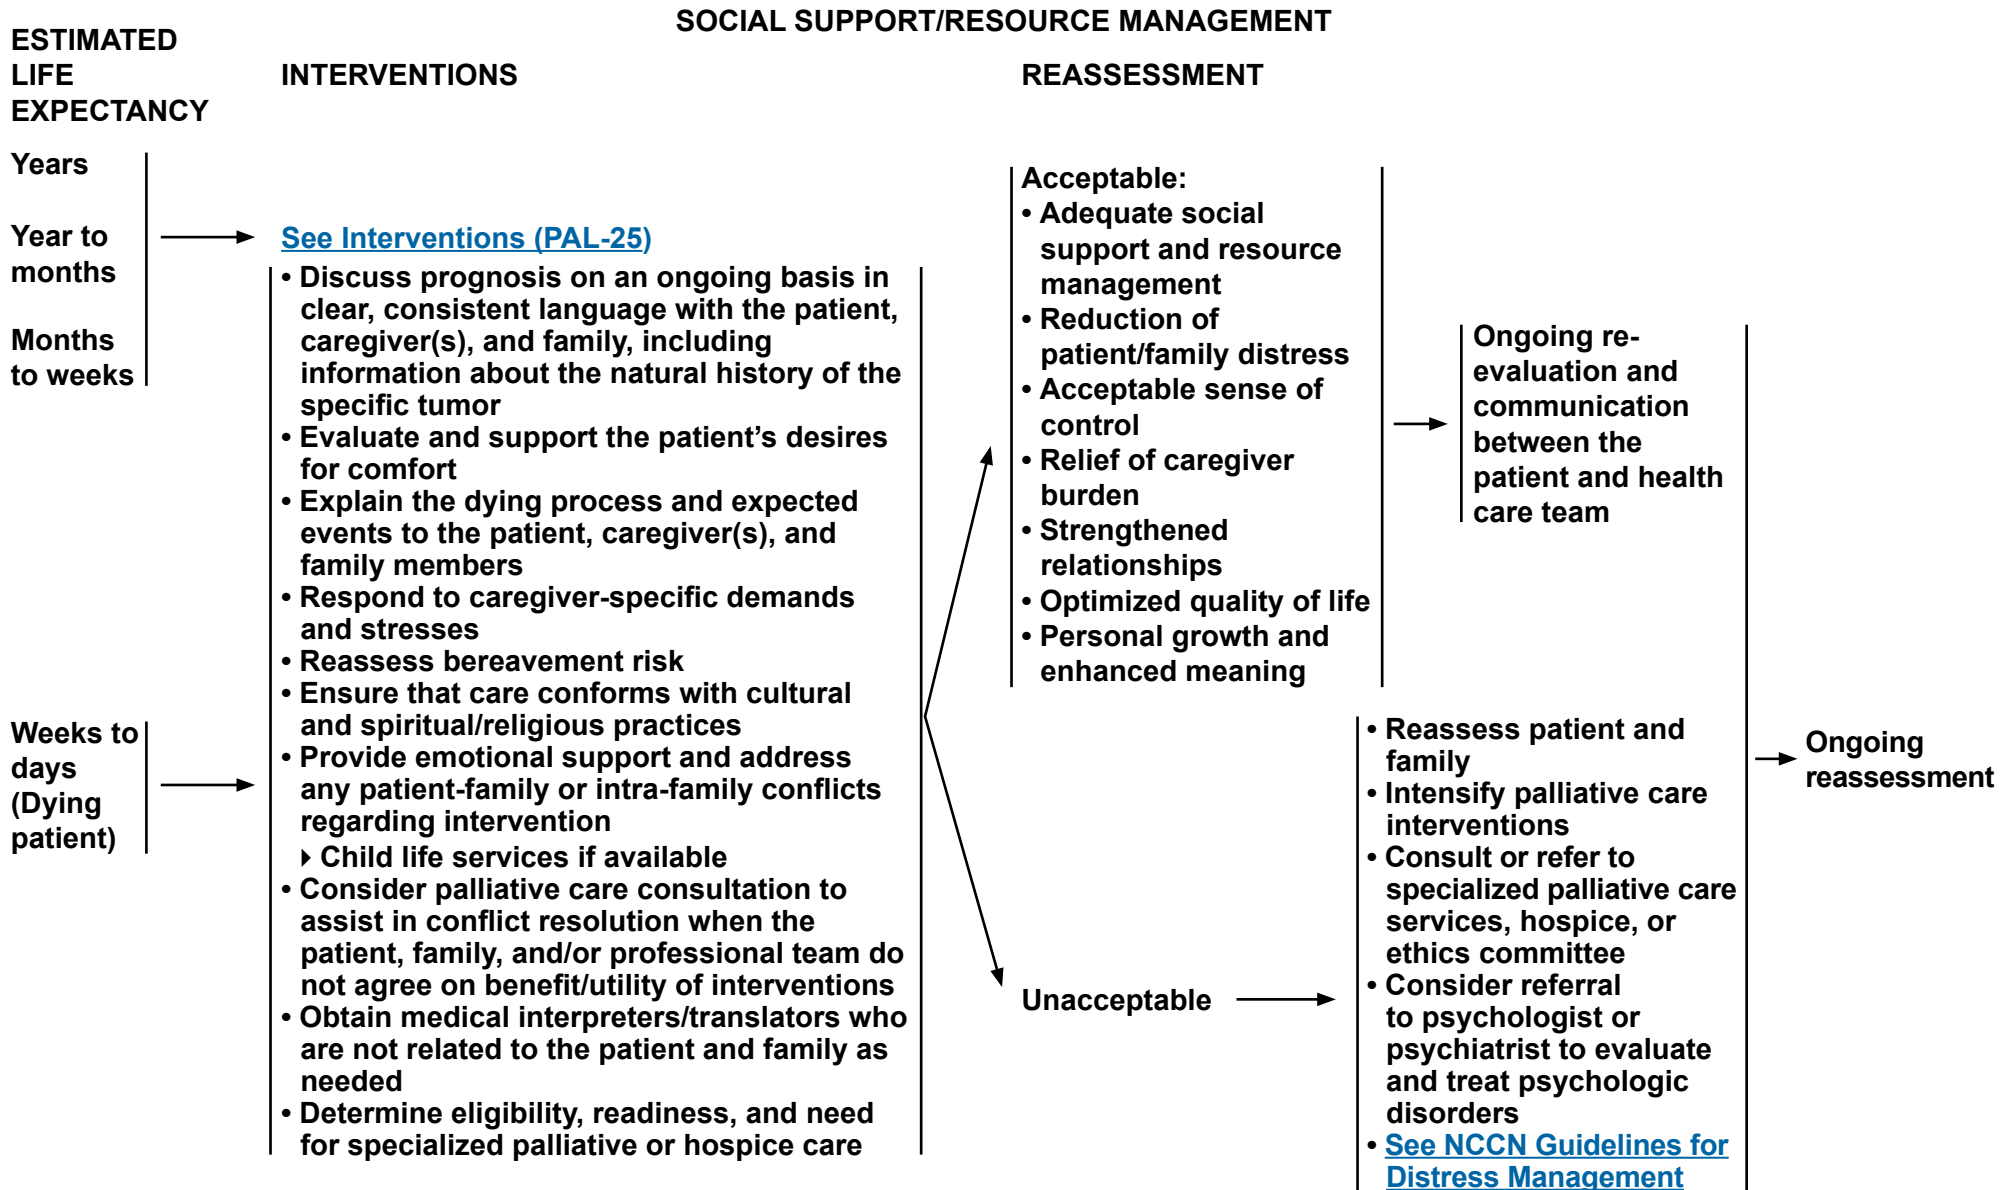 SOCIAL SUPPORT/RESOURCE MANAGEMENT
ESTIMATED
LIFE
EXPECTANCY
INTERVENTIONS
REASSESSMENT
Years
Year to
months
Months
to weeks
See Interventions (PAL-25)
Weeks to
days
(Dying
patient)
• Discuss prognosis on an ongoing basis in
clear, consistent language with the patient,
caregiver(s), and family, including
information about the natural history of the
specific tumor
• Evaluate and support the patient’s desires
for comfort
• Explain the dying process and expected
events to the patient, caregiver(s), and
family members
• Respond to caregiver-specific demands
and stresses
• Reassess bereavement risk
• Ensure that care conforms with cultural
and spiritual/religious practices
• Provide emotional support and address
any patient-family or intra-family conflicts
regarding intervention
▸ Child life services if available
• Consider palliative care consultation to
assist in conflict resolution when the
patient, family, and/or professional team do
not agree on benefit/utility of interventions
• Obtain medical interpreters/translators who
are not related to the patient and family as
needed
• Determine eligibility, readiness, and need
for specialized palliative or hospice care
Acceptable:
• Adequate social
support and resource
management
• Reduction of
patient/family distress
• Acceptable sense of
control
• Relief of caregiver
burden
• Strengthened
relationships
• Optimized quality of life
• Personal growth and
enhanced meaning
Ongoing re-
evaluation and
communication
between the
patient and health
care team
Unacceptable
• Reassess patient and
family
• Intensify palliative care
interventions
• Consult or refer to
specialized palliative care
services, hospice, or
ethics committee
• Consider referral
to psychologist or
psychiatrist to evaluate
and treat psychologic
disorders
• See NCCN Guidelines for
Distress Management
Ongoing
reassessment